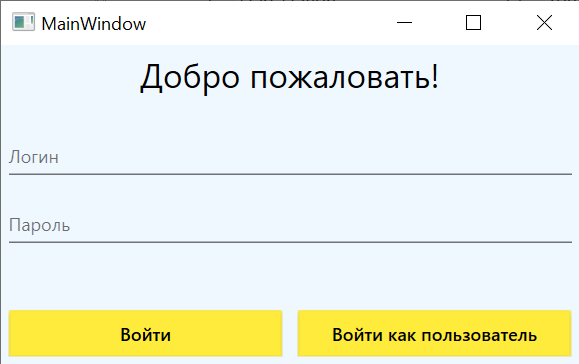 MainWindow
Добро пожаловать!
Логин
Пароль
Войти
Войти как пользователь